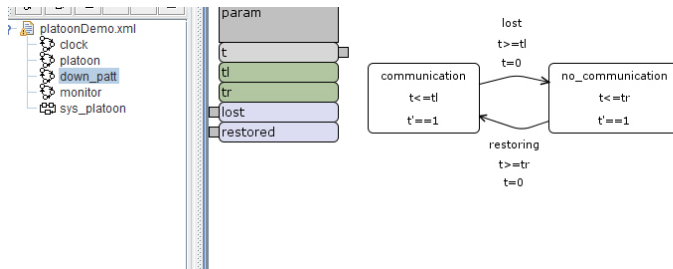 platoonDemo.xml
clock
platoon
down_patt
monitor
sys_platoon
param
t
tl
tr
lost
restored
lost
t>=tl
t=0
communication
t<=tl
t'==1
no_communication
t<=tr
t'==1
restoring
t>=tr
t=0